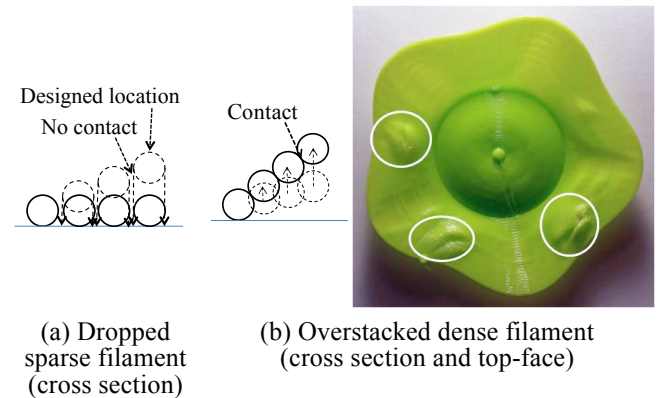 Designed location
No contact
Contact
(a) Dropped
sparse filament
(cross section)
(b) Overstacked dense filament
(cross section and top-face)